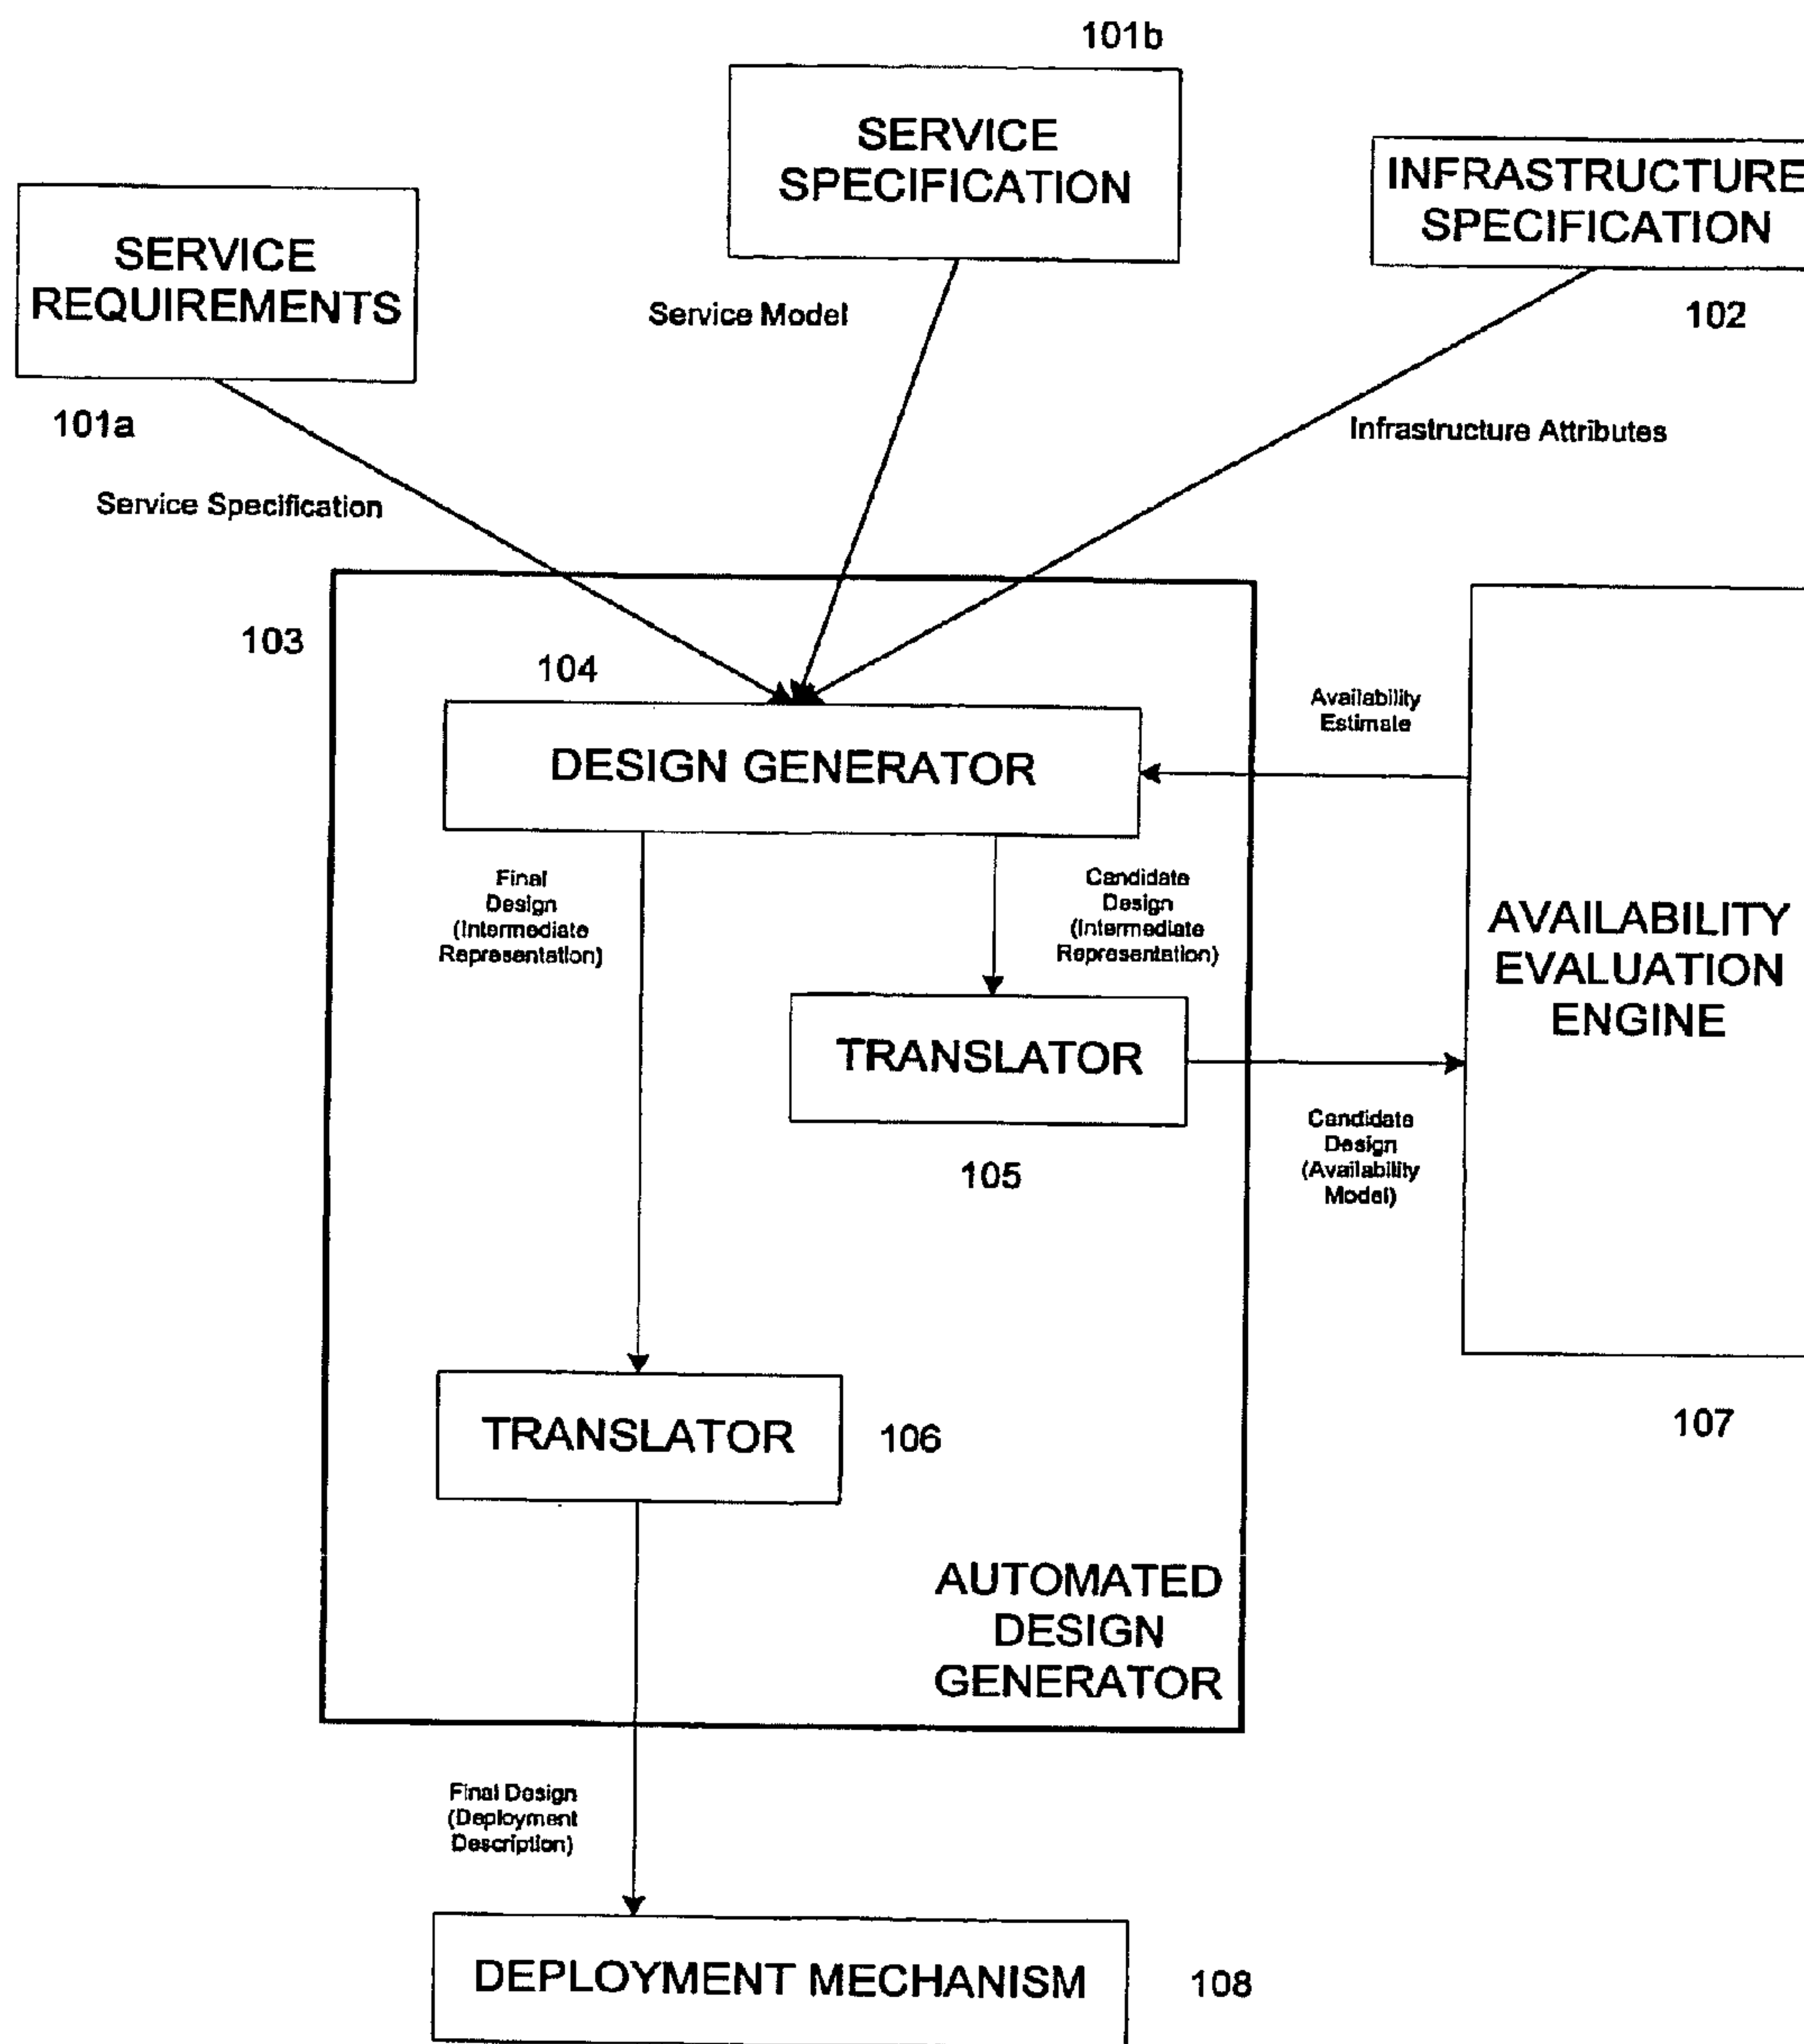 101b
SERVICE
SPECIFICATION
INFRASTRUCTURE
SPECIFICATION
102
SERVICE
REQUIREMENTS
101a
Service Model
Infrastructure Attributes
Service Specification
103
104
DESIGN GENERATOR
Availability
Estimate
Final
Design
(Intermediate
Representation)
Candidate
Design
(Intermediate
Representation)
AVAILABILITY
EVALUATION
ENGINE
TRANSLATOR
105
Candidate
Design
(Availability
Model)
107
TRANSLATOR
106
AUTOMATED
DESIGN
GENERATOR
Final Design
(Deployment
Description)
DEPLOYMENT MECHANISM
108